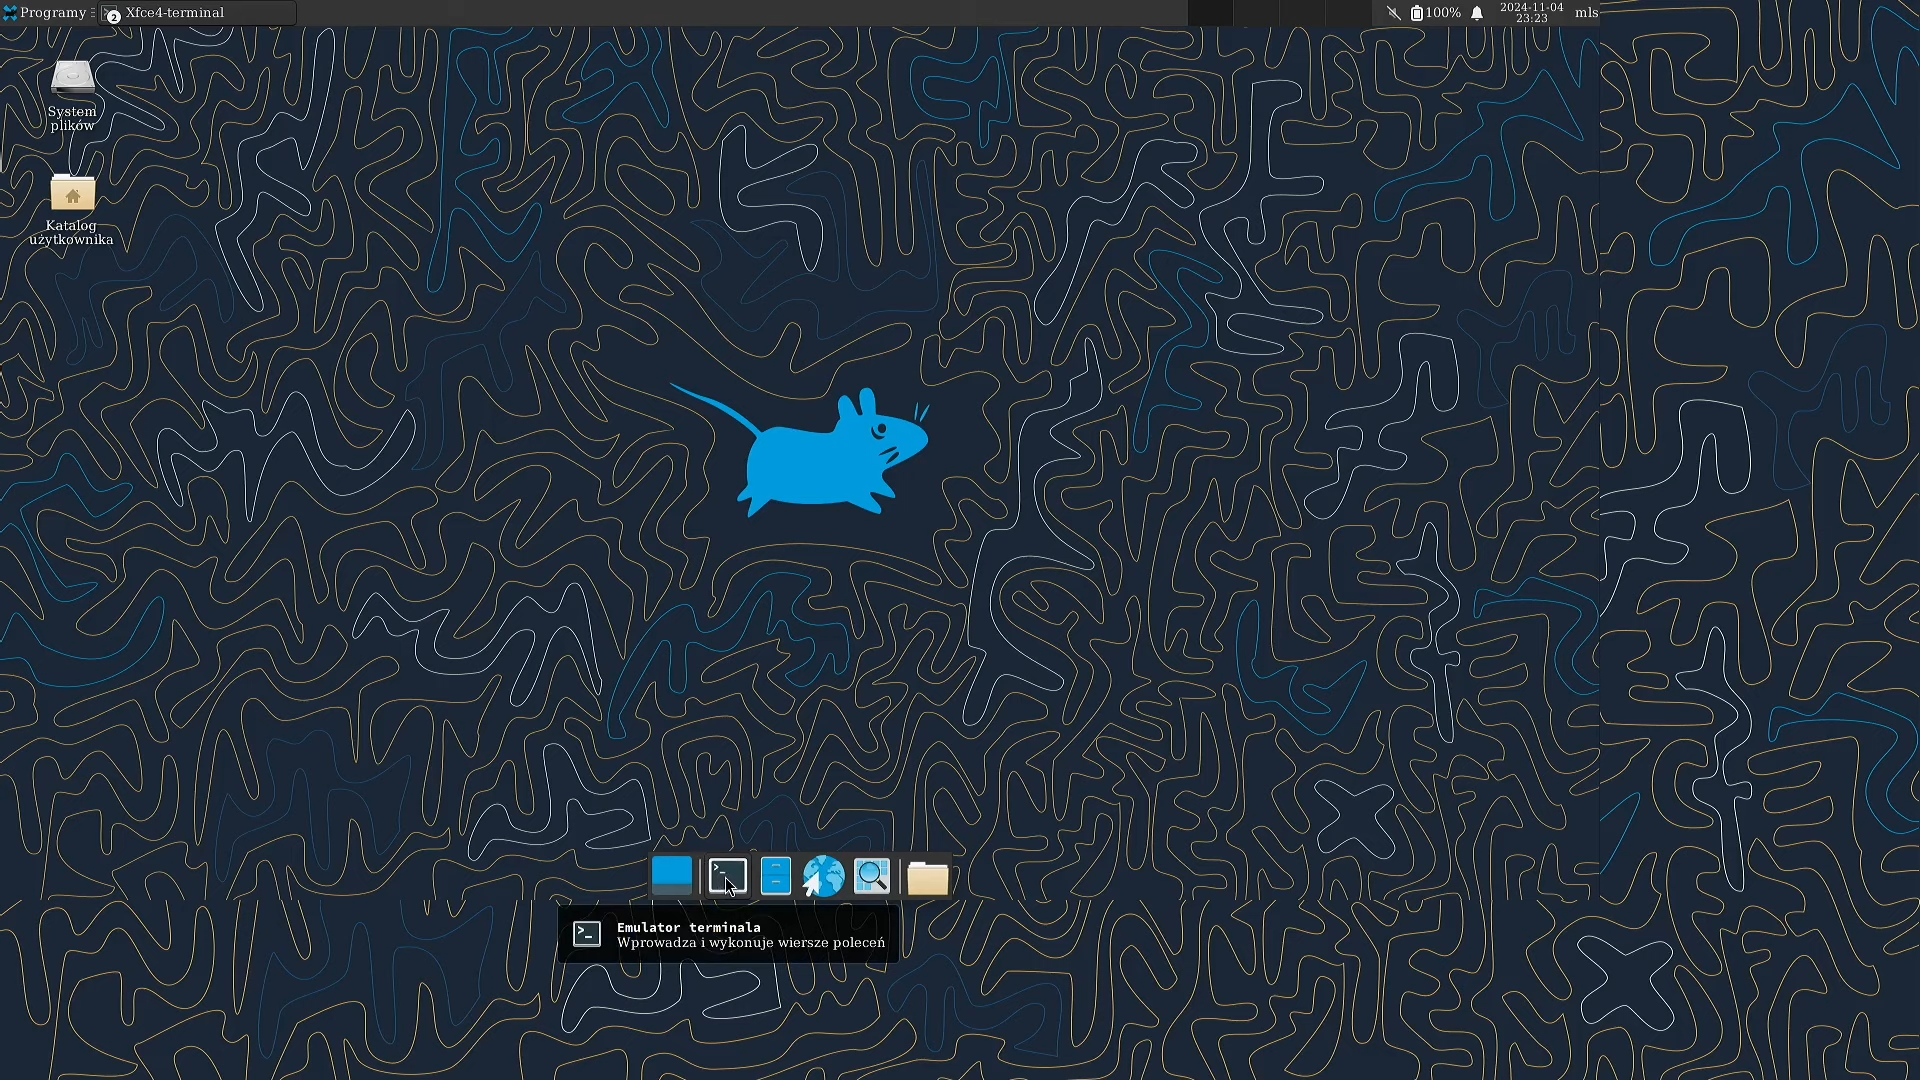 Programy
2 Xfce4-terminal
100%
2024-11-04
23:23
mls
System
plików
Katalog
użytkownika
Emulator terminala
Wprowadza i wykonuje wiersze poleceń